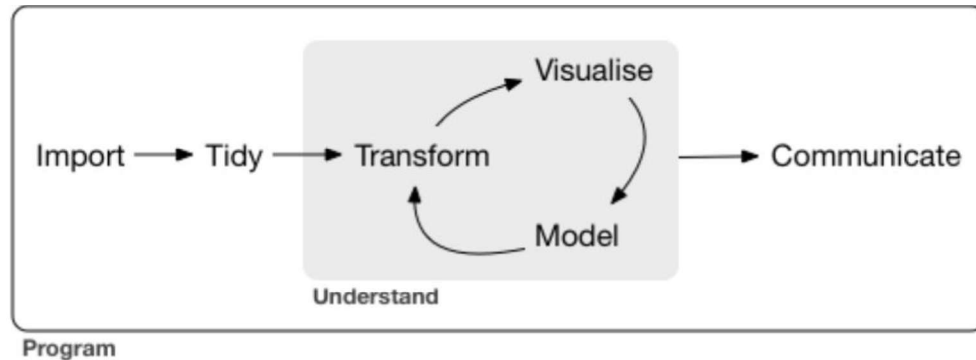 Visualise
Import Tidy Transform Communicate
Model
Understand
Program